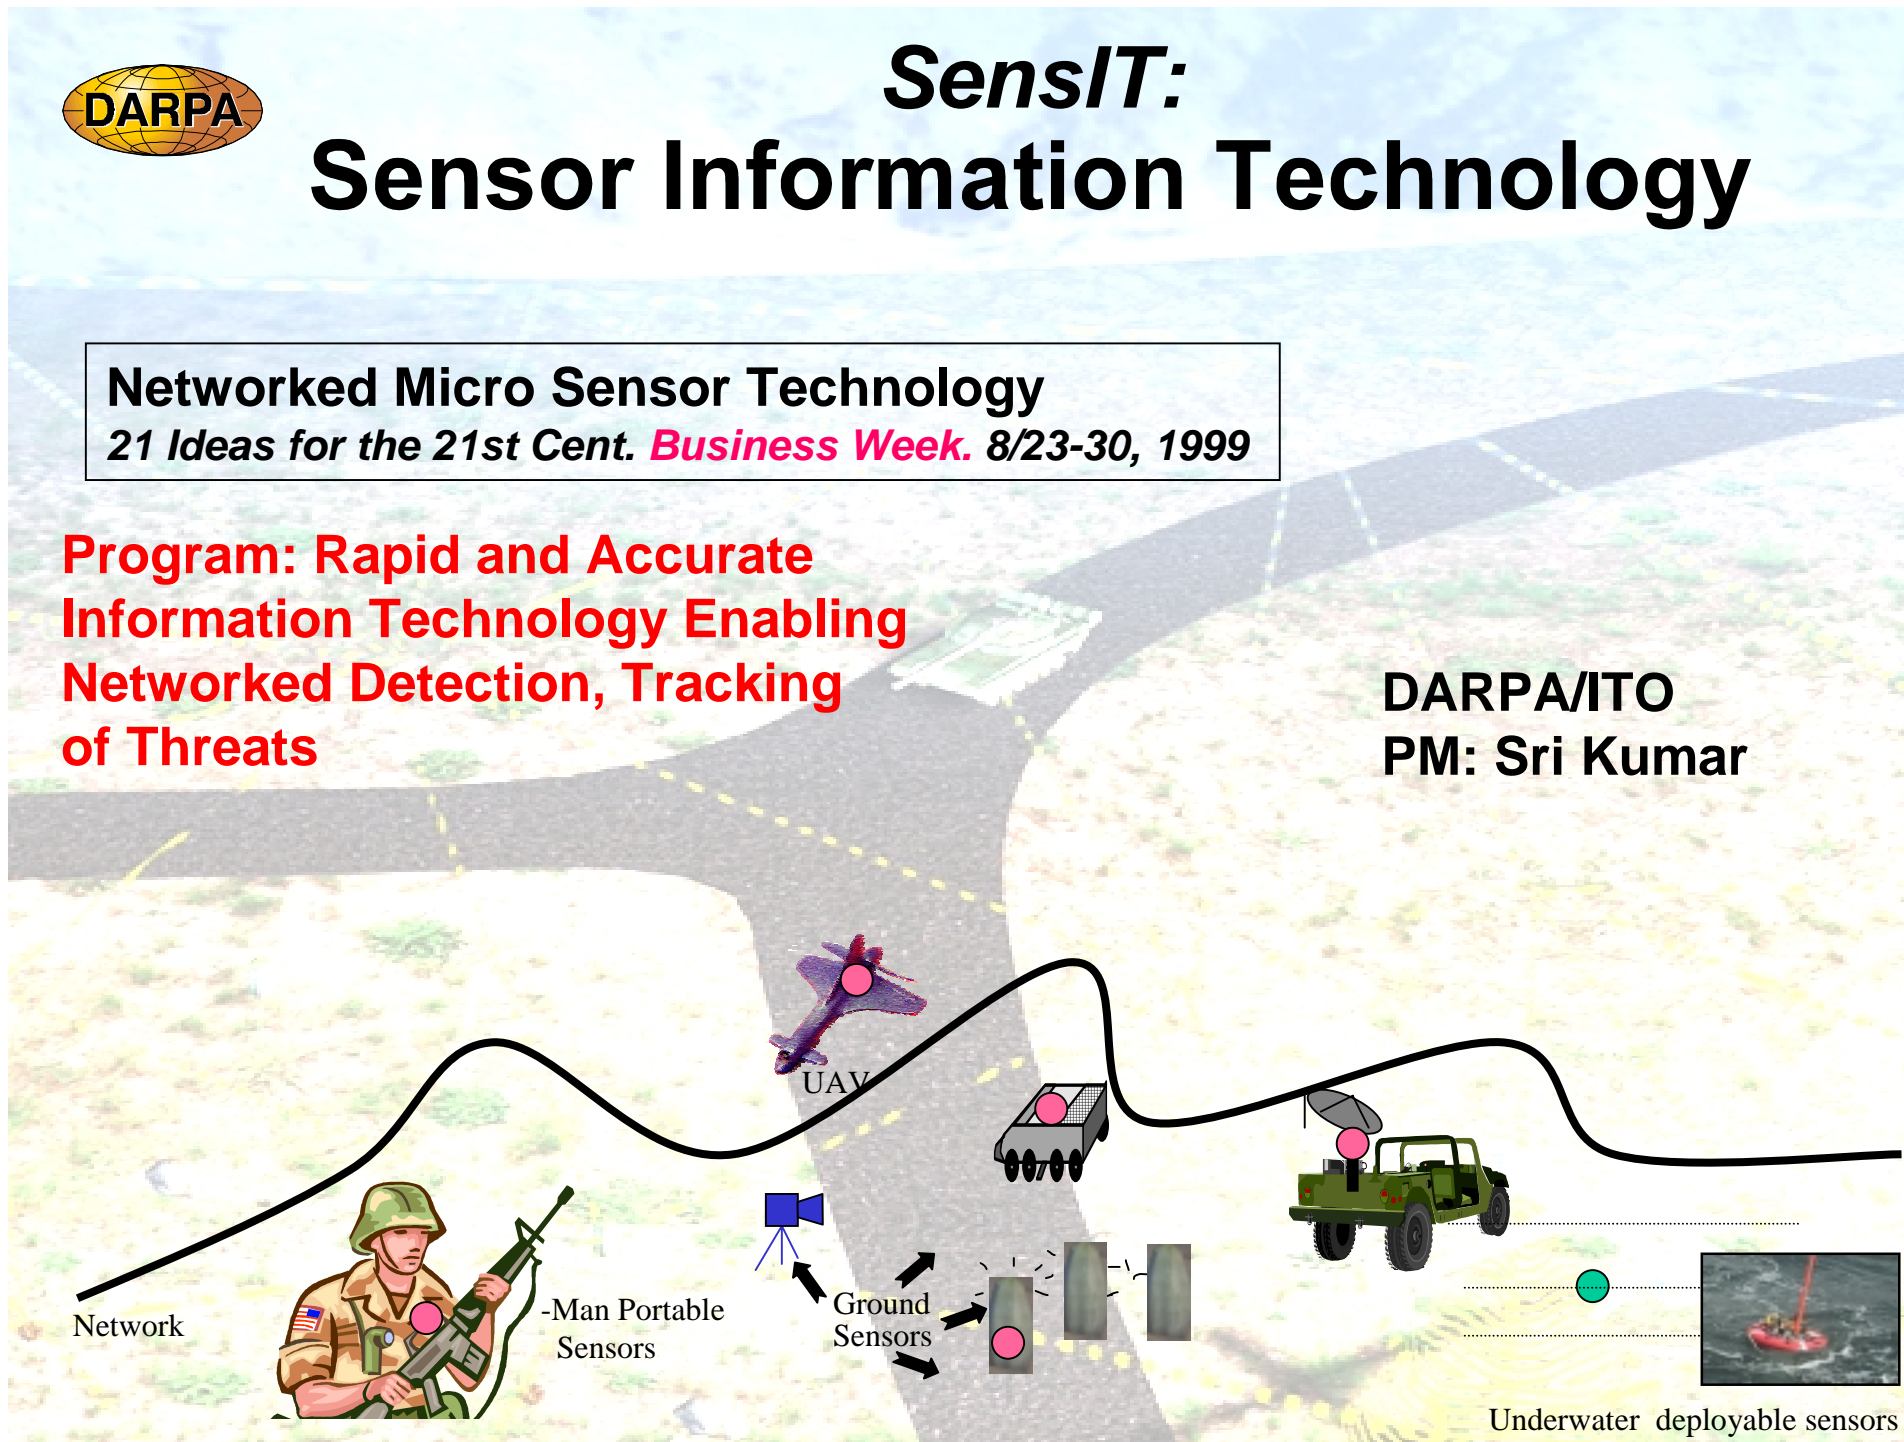 DARPA
SensIT:
Sensor Information Technology
Networked Micro Sensor Technology
21 Ideas for the 21st Cent. Business Week. 8/23-30, 1999
Program: Rapid and Accurate
Information Technology Enabling
Networked Detection, Tracking
of Threats
DARPA/ITO
PM: Sri Kumar
UAV
Network
-Man Portable
Sensors
Ground
Sensors
Underwater deployable sensors